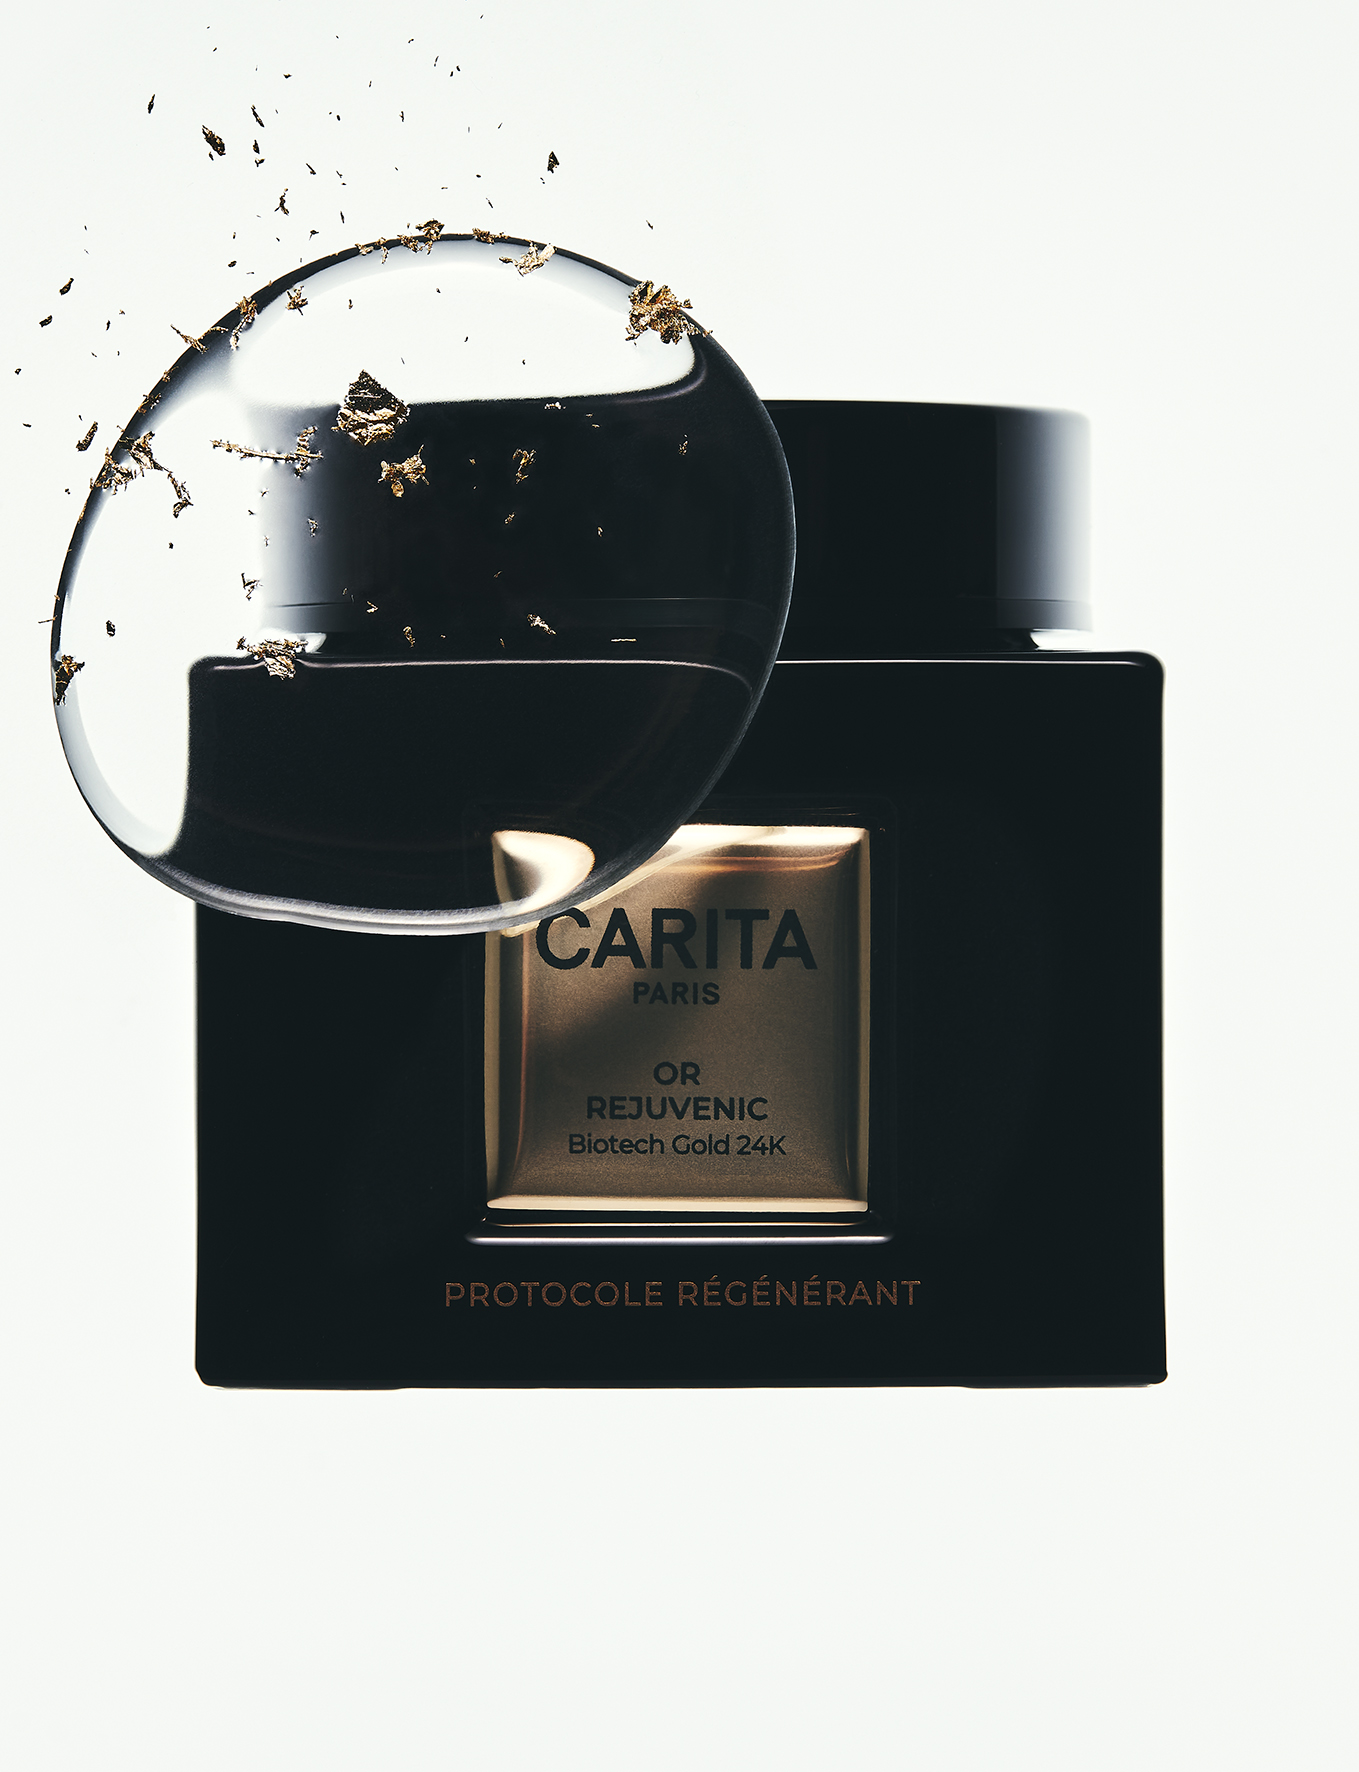 CARITA
PARIS
OR
REJUVENIC
Biotech Gold 24K
PROTOCOLE RÉGÉNÉRANT